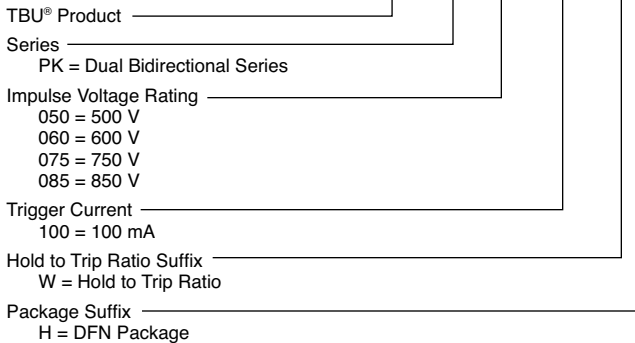 TBU® Product
Series
PK = Dual Bidirectional Series
Impulse Voltage Rating
050 = 500 V
060 = 600 V
075 = 750 V
085 = 850 V
Trigger Current
100 = 100 mA
Hold to Trip Ratio Suffix
W = Hold to Trip Ratio
Package Suffix
H = DFN Package